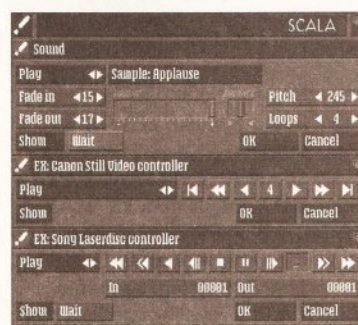 SCALA
Sound
Play Sample: Applause
Fade in 15 Pitch 245
Fade out 17 Loops 4
Show Wait OK Cancel
EX: Canon Still Video controller
Play 4
Show OK Cancel
EX: Sony Laserdisc controller
Play
In 00001 Out 00001
Show Wait OK Cancel